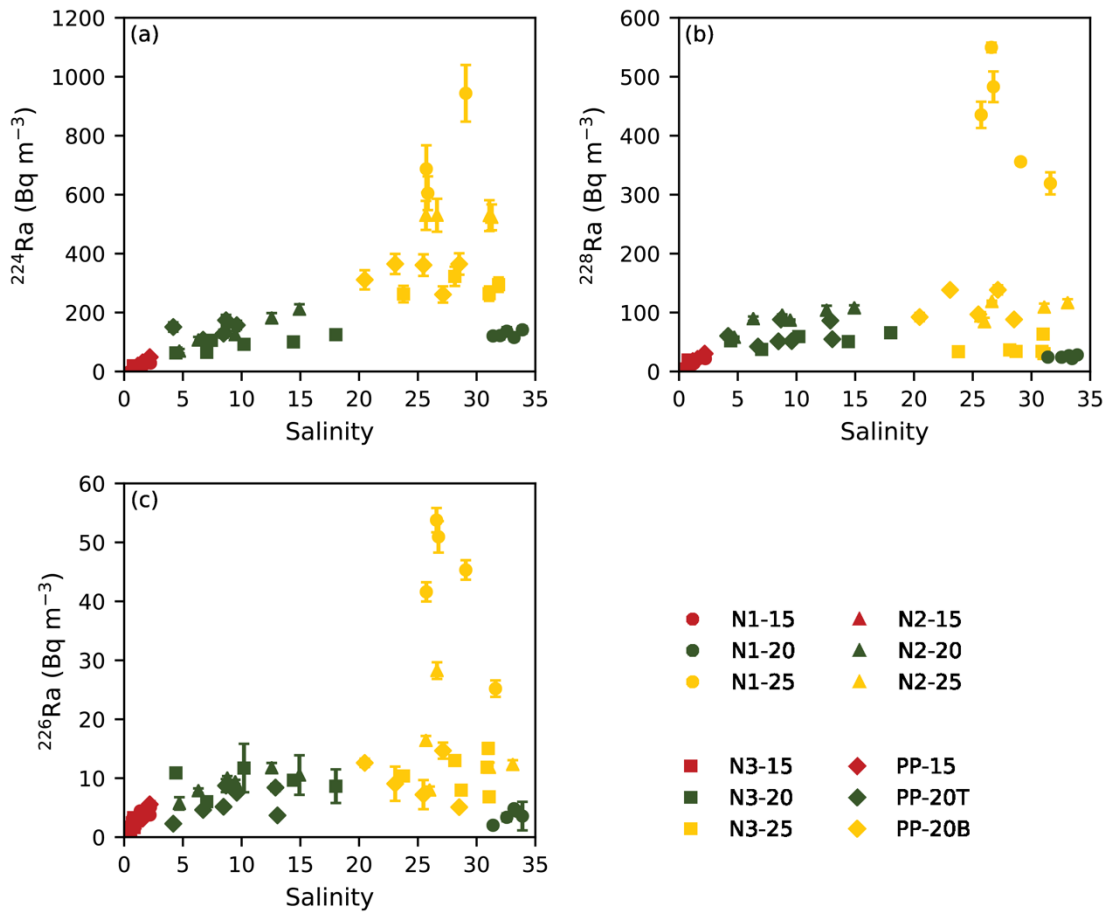 (a)
1200
1000
800
600
400
200
0
²²⁴Ra (Bq m⁻³)
0 5 10 15 20 25 30 35
Salinity
(b)
600
500
400
300
200
100
0
²²⁸Ra (Bq m⁻³)
0 5 10 15 20 25 30 35
Salinity
(c)
60
50
40
30
20
10
0
²²⁶Ra (Bq m⁻³)
0 5 10 15 20 25 30 35
Salinity
N1-15 N2-15
N1-20 N2-20
N1-25 N2-25
N3-15 PP-15
N3-20 PP-20T
N3-25 PP-20B